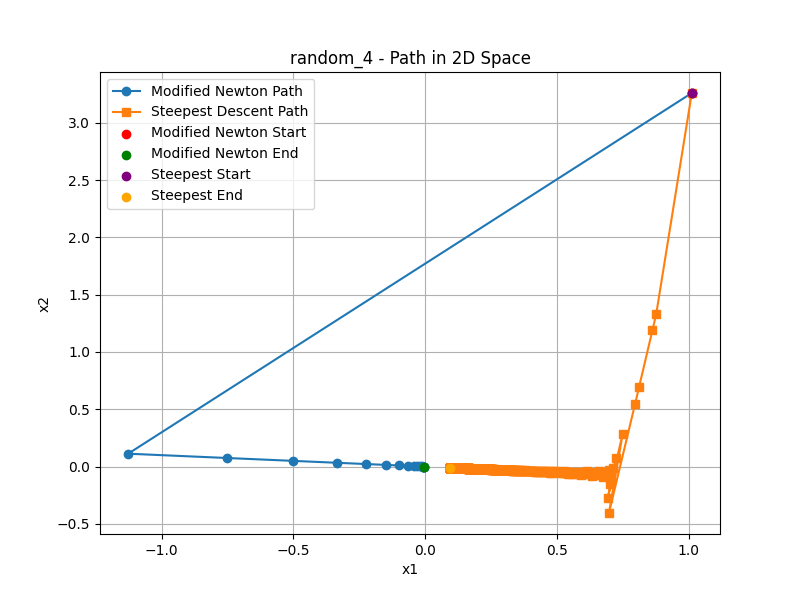 random_4 - Path in 2D Space
Modified Newton Path
Steepest Descent Path
Modified Newton Start
Modified Newton End
Steepest Start
Steepest End
3.0
2.5
2.0
1.5
1.0
0.5
0.0
−0.5
x2
−1.0
−0.5
0.0
0.5
1.0
x1